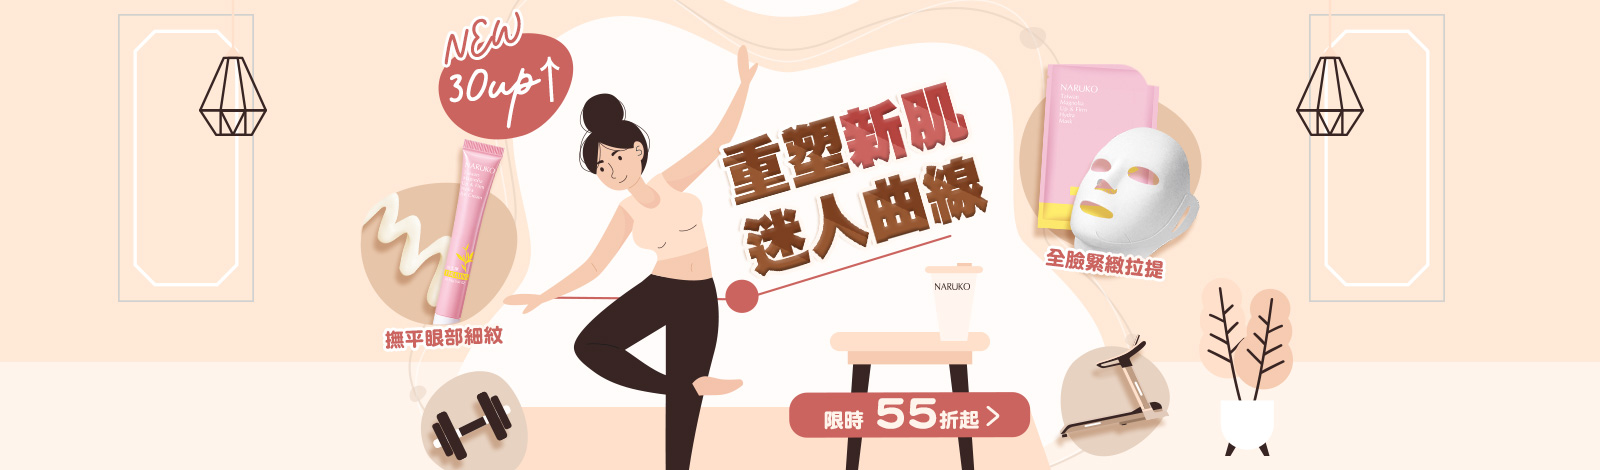 NEW
30up↑
重塑新肌
迷人曲線
NARUKO
撫平眼部細紋
NARUKO
全臉緊緻拉提
NARUKO
限時 55折起 >